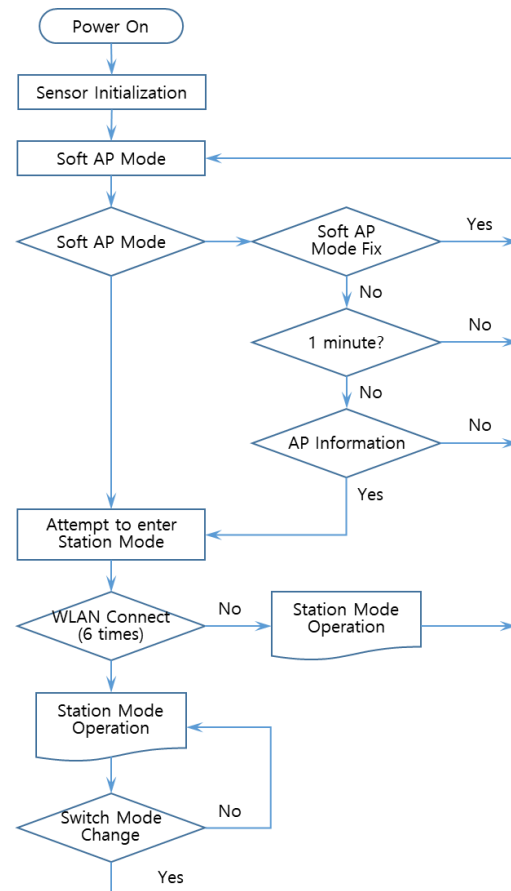 Power On
Sensor Initialization
Soft AP Mode
Soft AP Mode
Soft AP
Mode Fix
Yes
No
1 minute?
No
No
AP Information
No
Yes
Attempt to enter
Station Mode
WLAN Connect
(6 times)
No
Station Mode
Operation
Station Mode
Operation
Switch Mode
Change
No
Yes